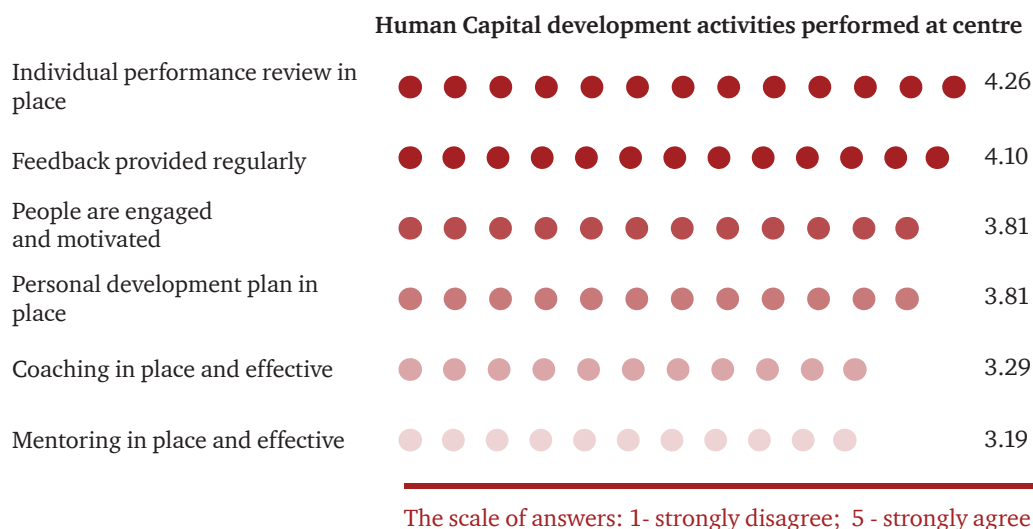 Human Capital development activities performed at centre
Individual performance review in
place
4.26
Feedback provided regularly
4.10
People are engaged
and motivated
3.81
Personal development plan in
place
3.81
Coaching in place and effective
3.29
Mentoring in place and effective
3.19
The scale of answers: 1- strongly disagree; 5 - strongly agree